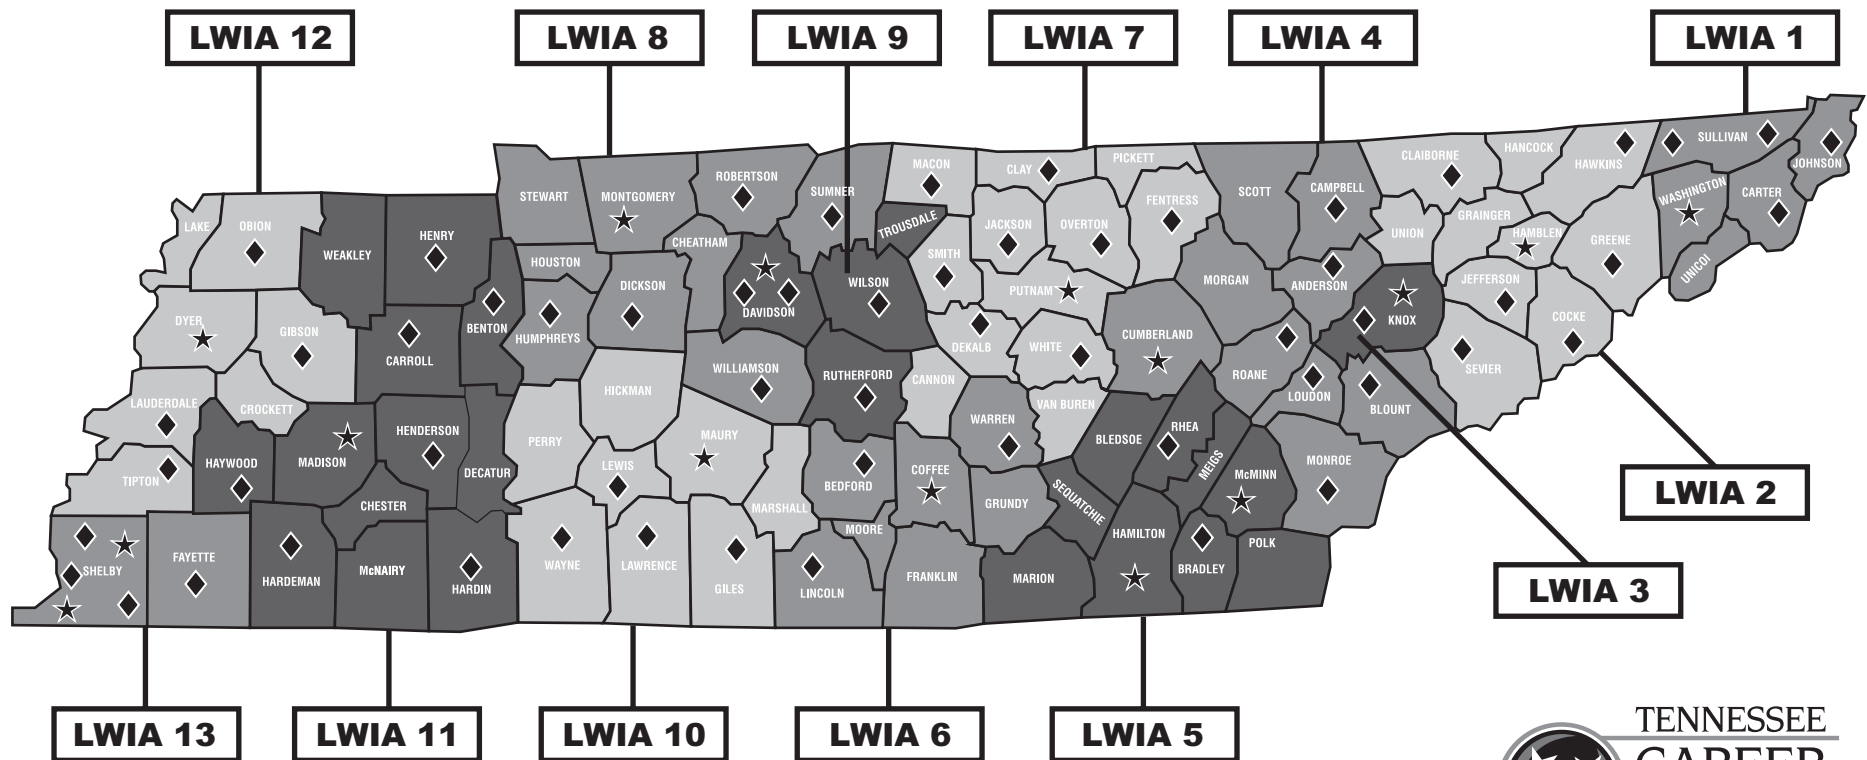 LWIA 12
LWIA 8
LWIA 9
LWIA 7
LWIA 4
LWIA 1
LAKE
OBION
WEAKLEY
HENRY
STEWART
MONTGOMERY
ROBERTSON
SUMNER
TROUSDALE
MACON
CLAY
PICKETT
SCOTT
CAMPBELL
CLAIBORNE
HANCOCK
HAWKINS
SULLIVAN
JOHNSON
WASHINGTON
CARTER
UNICOI
HOUSTON
CHEATHAM
DICKSON
DAVIDSON
WILSON
SMITH
JACKSON
OVERTON
FENTRESS
PUTNAM
MORGAN
ANDERSON
UNION
GRAINGER
HAMBLEN
GREENE
JEFFERSON
KNOX
COCKE
SEVIER
DYER
GIBSON
CARROLL
BENTON
HUMPHREYS
HICKMAN
WILLIAMSON
RUTHERFORD
CANNON
DEKALB
WHITE
CUMBERLAND
ROANE
LOUDON
BLOUNT
LAUDERDALE
CROCKETT
TIPTON
HAYWOOD
MADISON
HENDERSON
DECATUR
CHESTER
PERRY
LEWIS
MAURY
MARSHALL
BEDFORD
MOORE
COFFEE
WARREN
VAN BUREN
GRUNDY
SEQUATCHIE
BLEDSOE
RHEA
MEIGS
McMINN
MONROE
SHELBY
FAYETTE
HARDEMAN
McNAIRY
HARDIN
WAYNE
LAWRENCE
GILES
LINCOLN
FRANKLIN
MARION
HAMILTON
BRADLEY
POLK
LWIA 2
LWIA 3
LWIA 13
LWIA 11
LWIA 10
LWIA 6
LWIA 5
TENNESSEE
CAREER